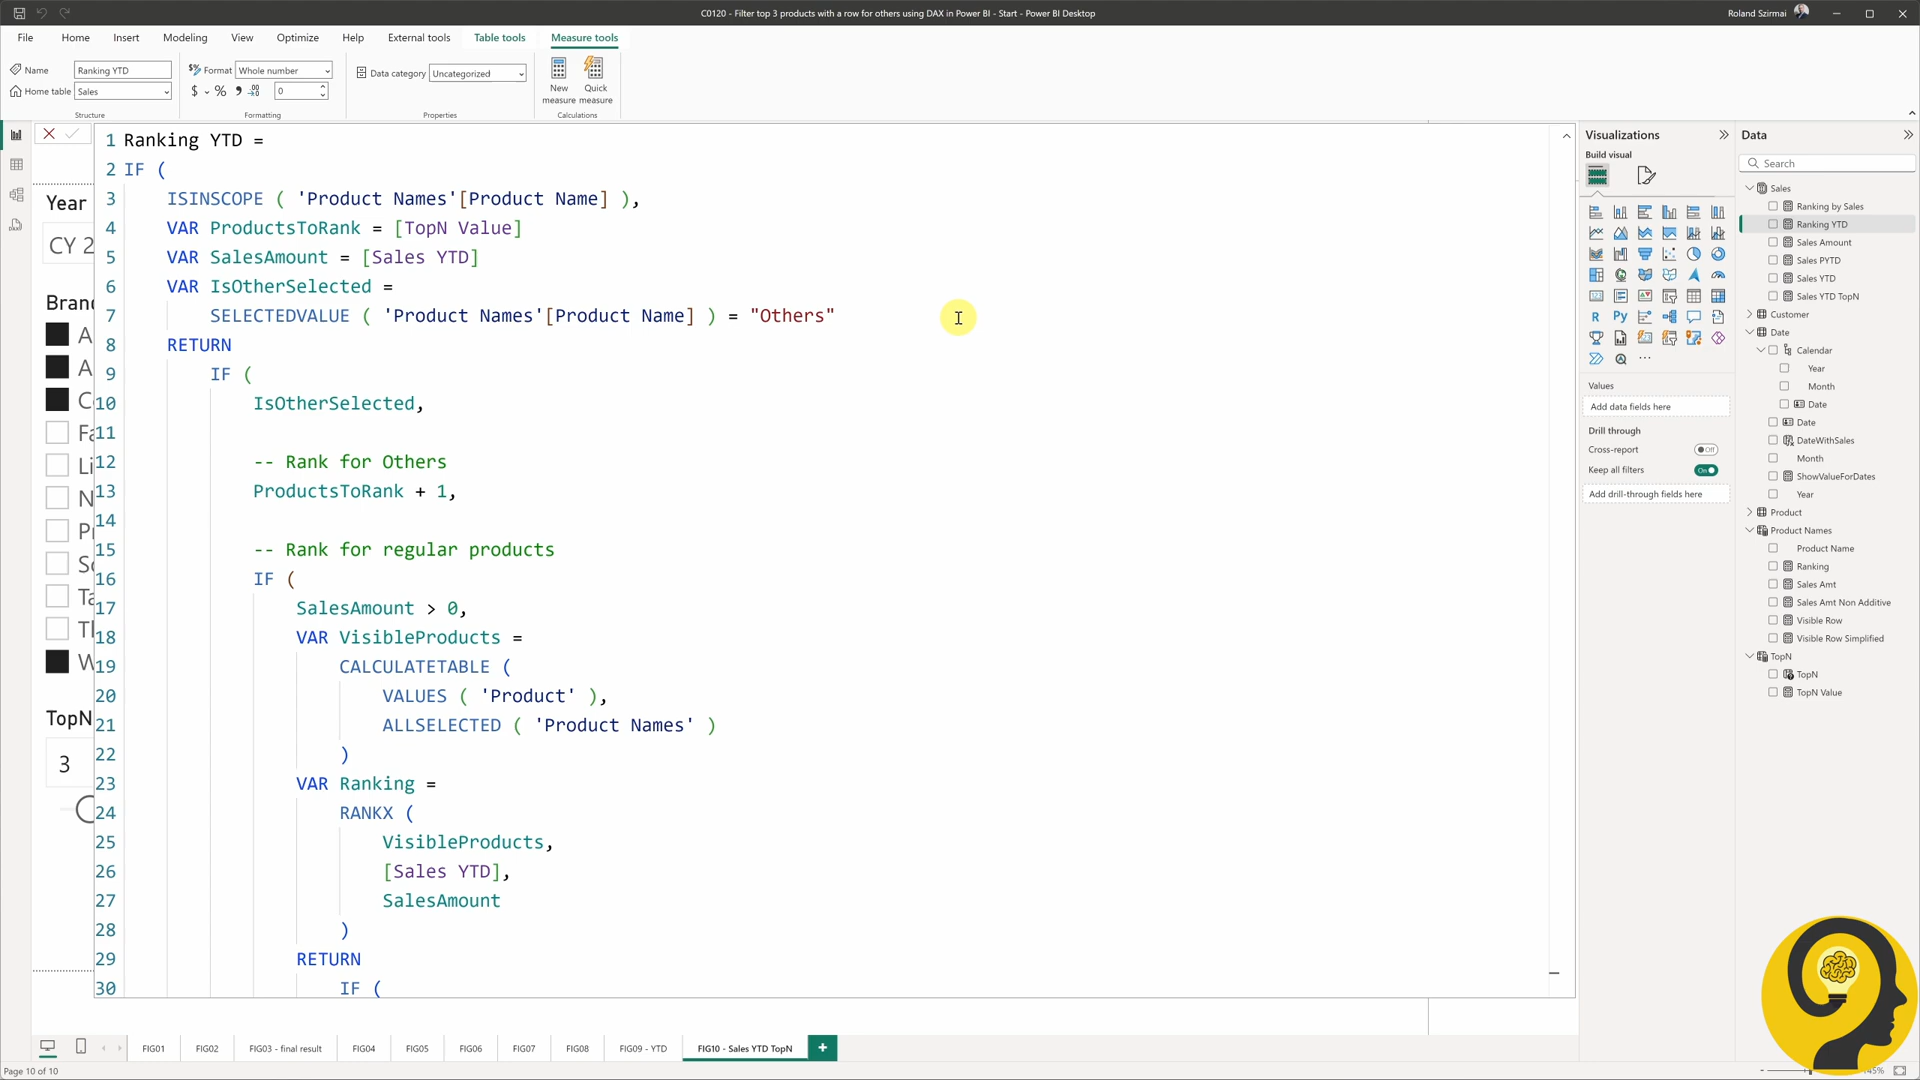 C0120 - Filter top 3 products with a row for others using DAX in Power BI - Start - Power BI Desktop
Roland Szirmai
File Home Insert Modeling View Optimize Help External tools Table tools Measure tools
Name Ranking YTD
Home table Sales
Structure
Format Whole number
$ % 0
Formatting
Data category Uncategorized
Properties
New measure
Quick measure
Calculations
Year
CY 2
Brand
A
A
C
Fa
Li
N
Pr
Sc
Ta
Th
W
TopN
3
1 Ranking YTD =
2 IF (
3 ISINSCOPE ( 'Product Names'[Product Name] ),
4 VAR ProductsToRank = [TopN Value]
5 VAR SalesAmount = [Sales YTD]
6 VAR IsOtherSelected =
7 SELECTEDVALUE ( 'Product Names'[Product Name] ) = "Others"
8 RETURN
9 IF (
10 IsOtherSelected,
11
12 -- Rank for Others
13 ProductsToRank + 1,
14
15 -- Rank for regular products
16 IF (
17 SalesAmount > 0,
18 VAR VisibleProducts =
19 CALCULATETABLE (
20 VALUES ( 'Product' ),
21 ALLSELECTED ( 'Product Names' )
22 )
23 VAR Ranking =
24 RANKX (
25 VisibleProducts,
26 [Sales YTD],
27 SalesAmount
28 )
29 RETURN
30 IF (
Visualizations
Build visual
R Py
Values
Add data fields here
Drill through
Cross-report Off
Keep all filters On
Add drill-through fields here
Data
Search
Sales
Ranking by Sales
Ranking YTD
Sales Amount
Sales PYTD
Sales YTD
Sales YTD TopN
Customer
Date
Calendar
Year
Month
Date
Date
DateWithSales
Month
ShowValueForDates
Year
Product
Product Names
Product Name
Ranking
Sales Amt
Sales Amt Non Additive
Visible Row
Visible Row Simplified
TopN
TopN
TopN Value
FIG01 FIG02 FIG03 - final result FIG04 FIG05 FIG06 FIG07 FIG08 FIG09 - YTD FIG10 - Sales YTD TopN +
Page 10 of 10